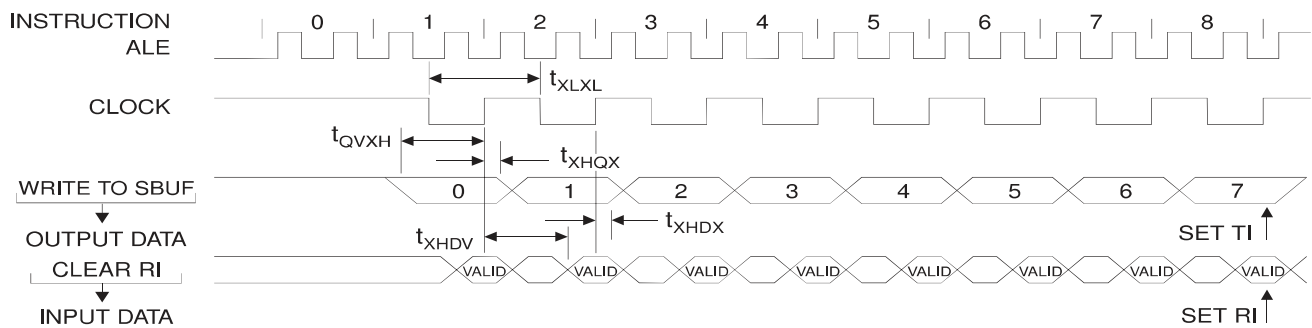 INSTRUCTION 0 1 2 3 4 5 6 7 8
ALE
tXLXL
CLOCK
tQVXH
tXHQX
WRITE TO SBUF 0 1 2 3 4 5 6 7
tXHDX
OUTPUT DATA tXHDV SET TI
CLEAR RI VALID VALID VALID VALID VALID VALID VALID VALID
INPUT DATA SET RI